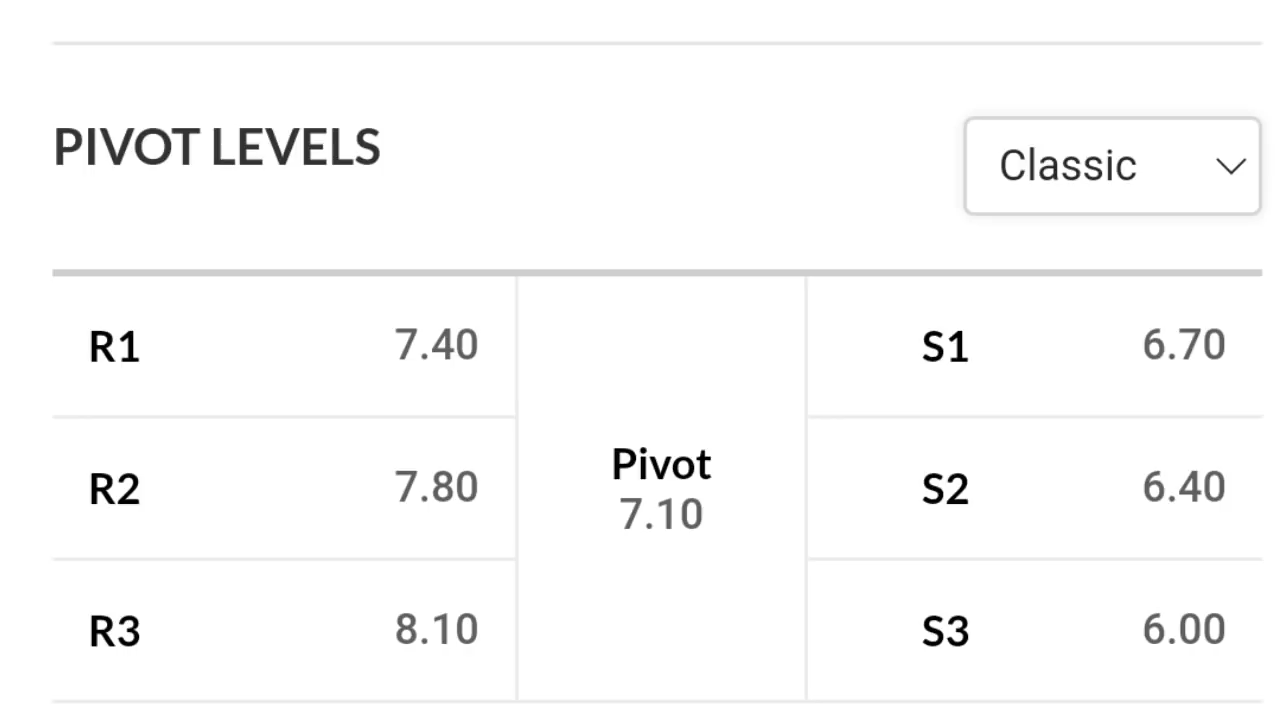 PIVOT LEVELS
Classic
R1 7.40
R2 7.80
R3 8.10
Pivot
7.10
S1 6.70
S2 6.40
S3 6.00